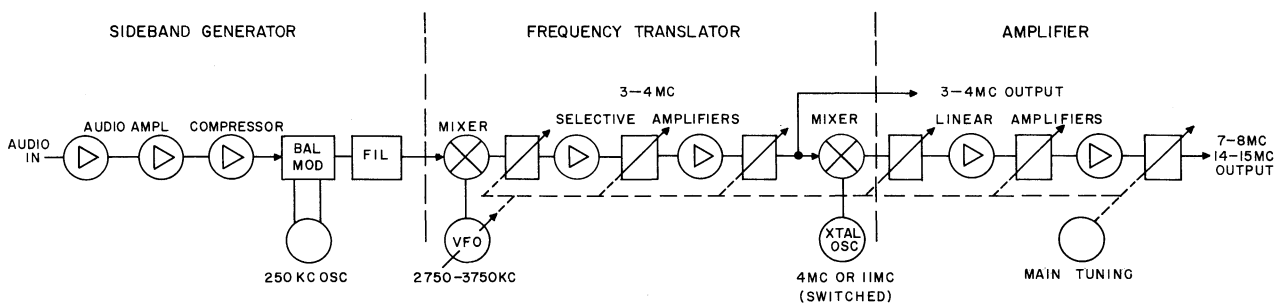 SIDEBAND GENERATOR
FREQUENCY TRANSLATOR
AMPLIFIER
3-4MC
3-4MC OUTPUT
AUDIO AMPL
COMPRESSOR
MIXER
SELECTIVE AMPLIFIERS
MIXER
LINEAR AMPLIFIERS
AUDIO
IN
BAL
MOD
FIL
7-8MC
14-15MC
OUTPUT
VFO
XTAL
OSC
250 KC OSC
2750-3750KC
4MC OR 11MC
(SWITCHED)
MAIN TUNING